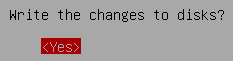 Write the changes to disks?
<Yes>